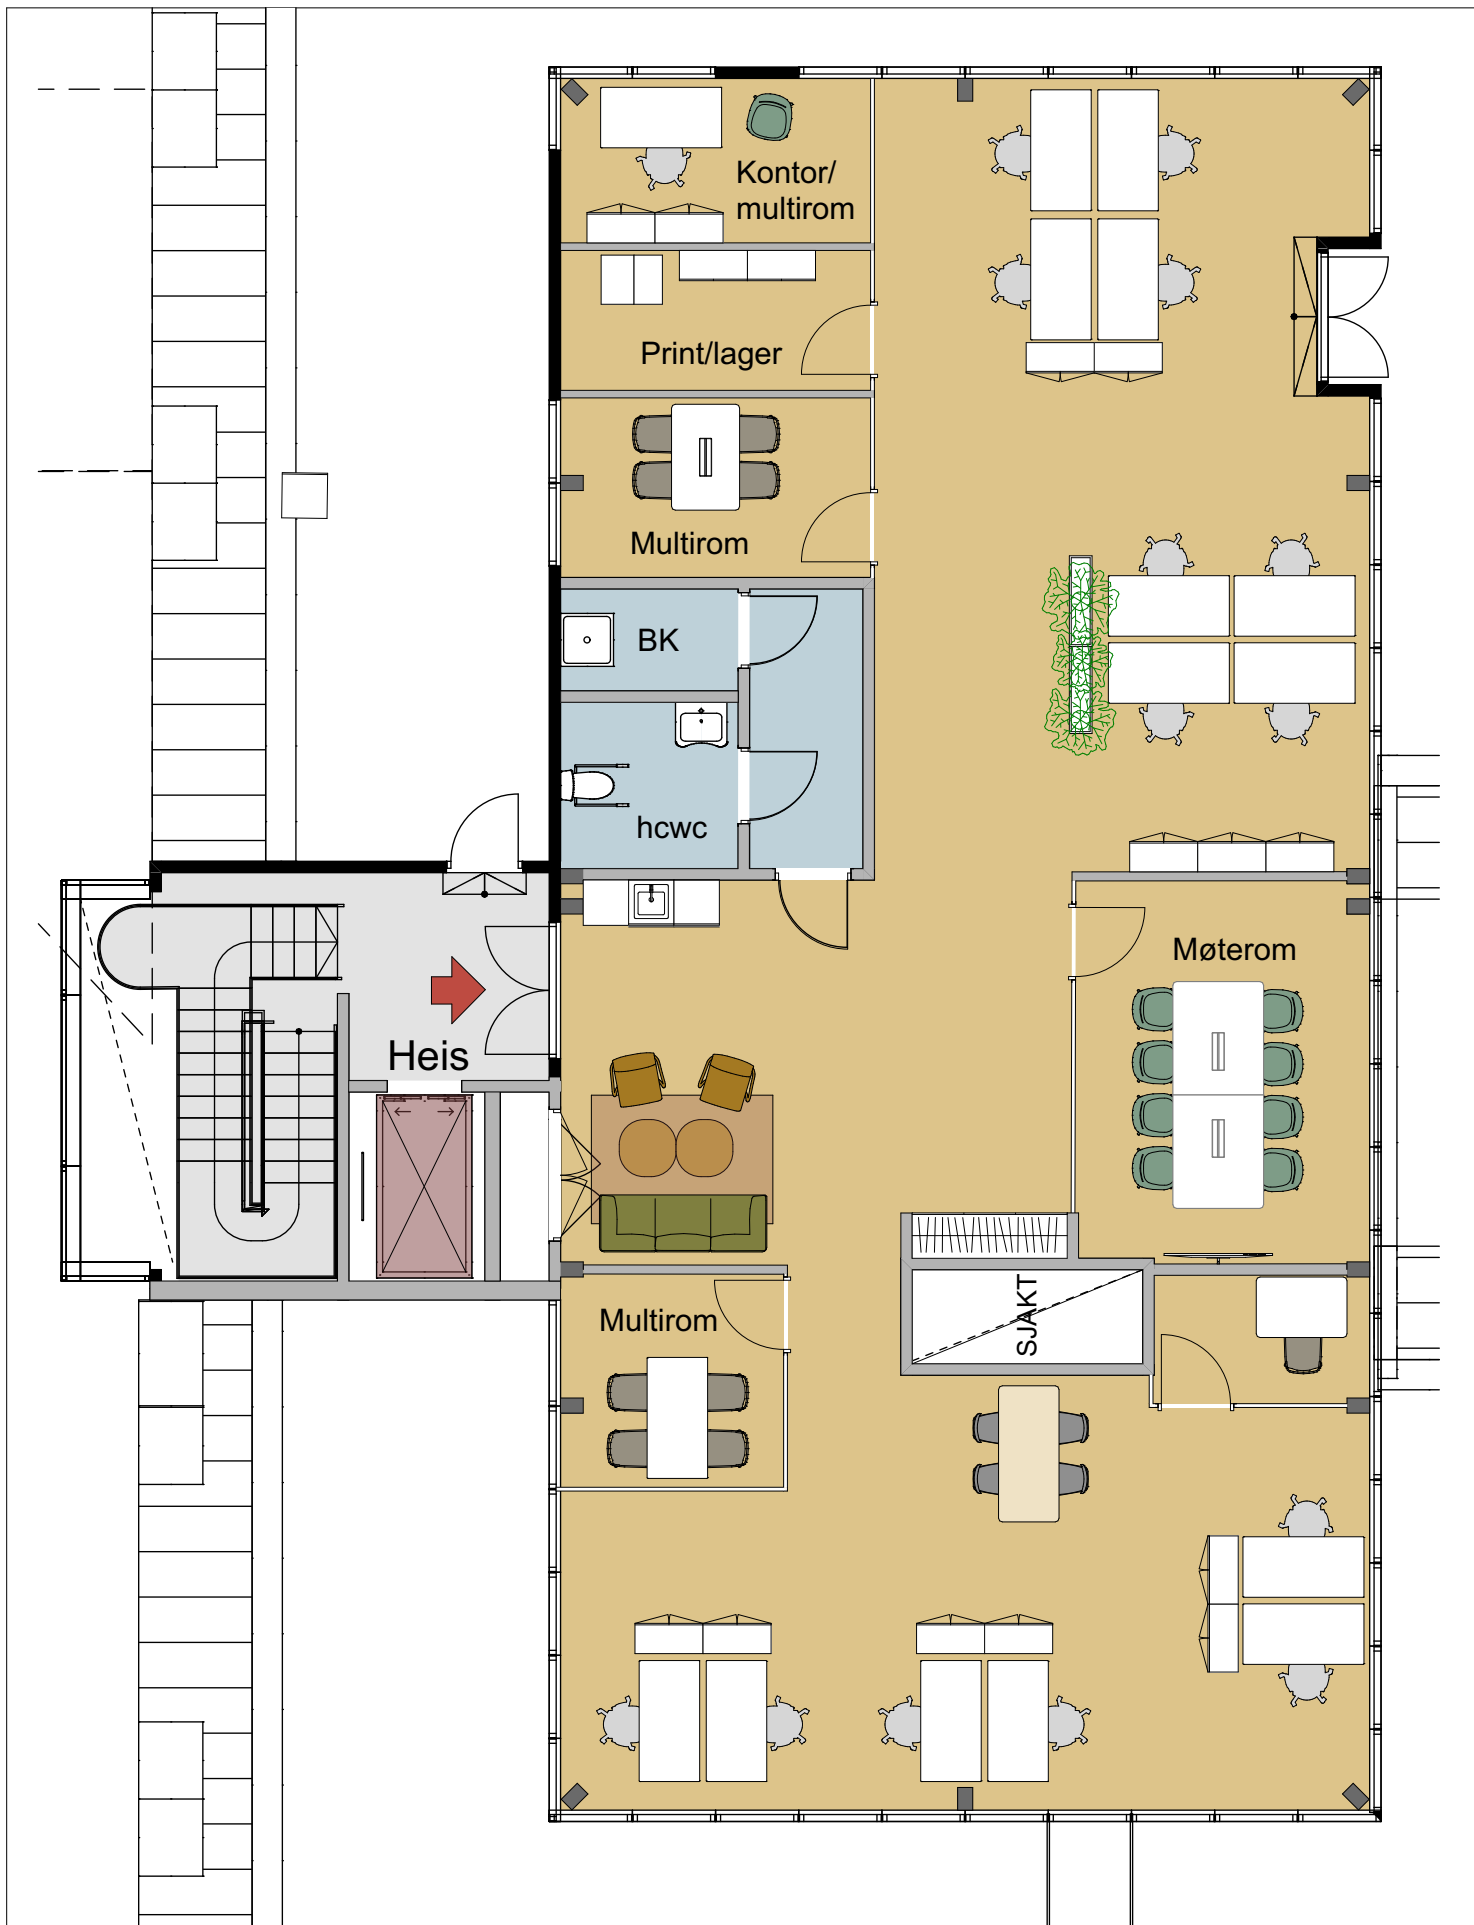 Kontor/
multirom
Print/lager
Multirom
BK
hcwc
Møterom
Heis
Multirom
SJAKT